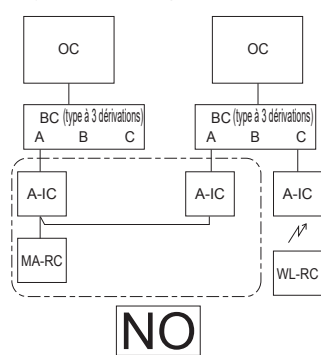 OC OC
BC (type à 3 dérivations) BC (type à 3 dérivations)
A B C A B C
A-IC A-IC A-IC
MA-RC WL-RC
NO